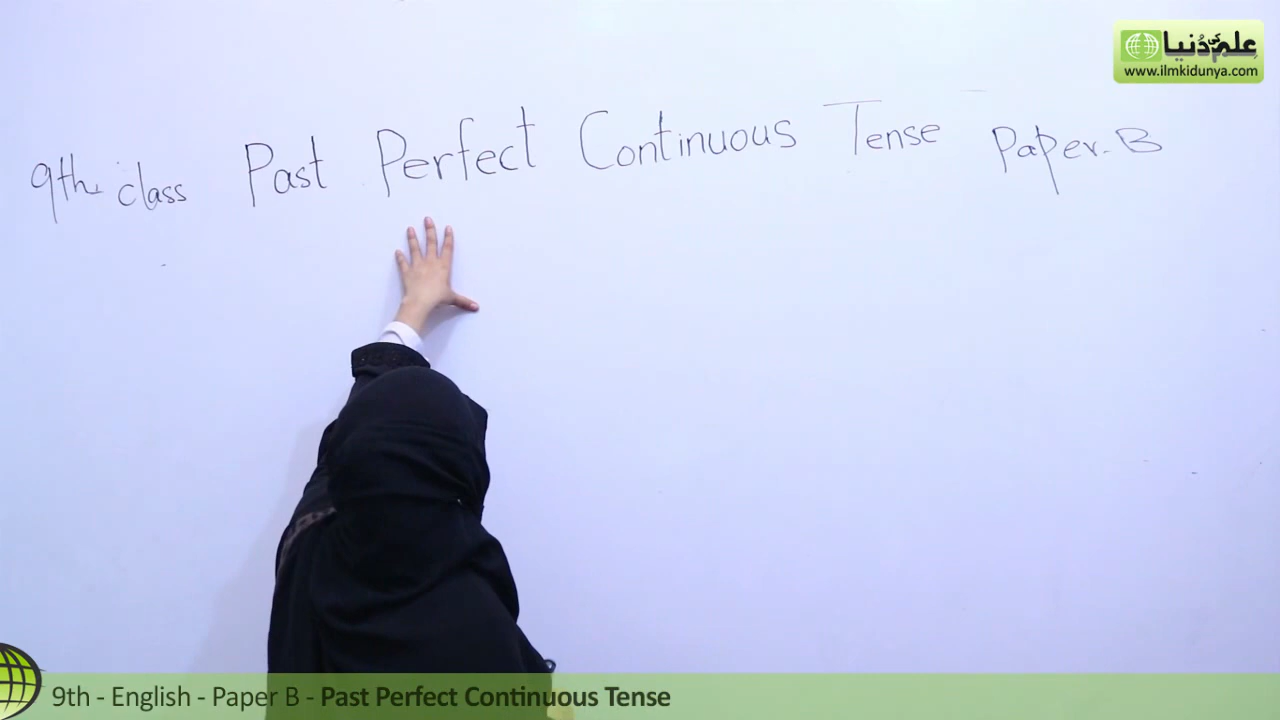 علم کی دُنیا
www.ilmkidunya.com
9th class Past Perfect Continuous Tense Paper-B
9th - English - Paper B - Past Perfect Continuous Tense